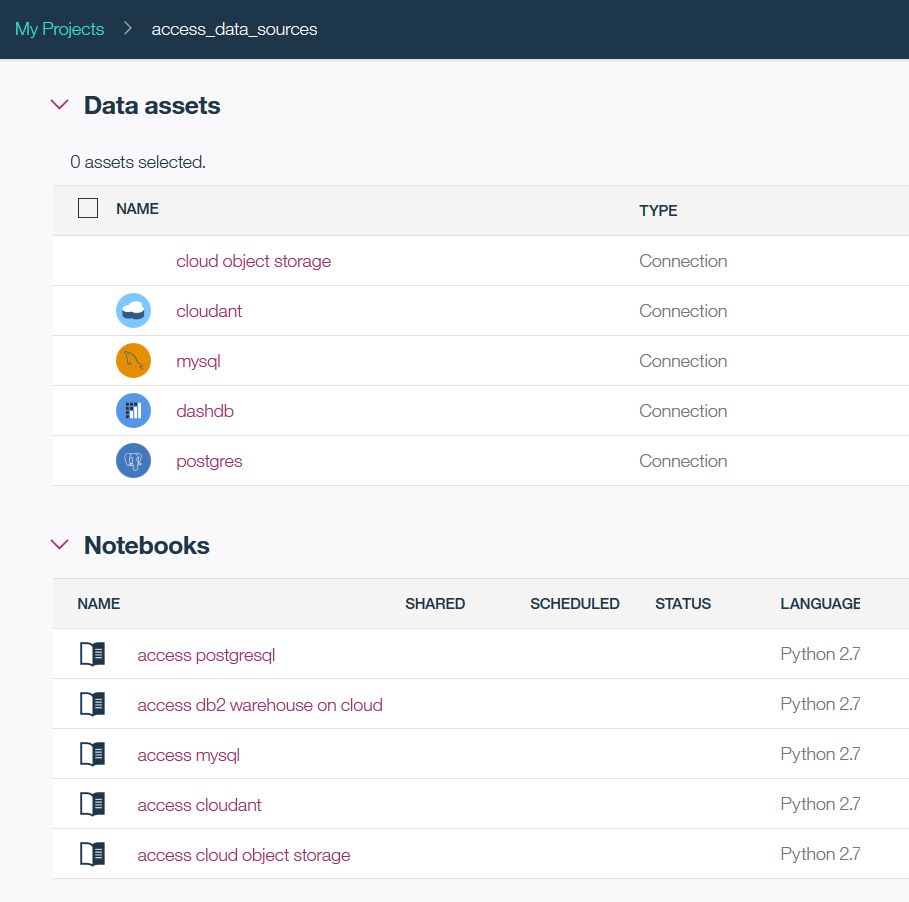 My Projects > access_data_sources
Data assets
0 assets selected.
NAME TYPE
cloud object storage Connection
cloudant Connection
mysql Connection
dashdb Connection
postgres Connection
Notebooks
NAME SHARED SCHEDULED STATUS LANGUAGE
access postgresql Python 2.7
access db2 warehouse on cloud Python 2.7
access mysql Python 2.7
access cloudant Python 2.7
access cloud object storage Python 2.7